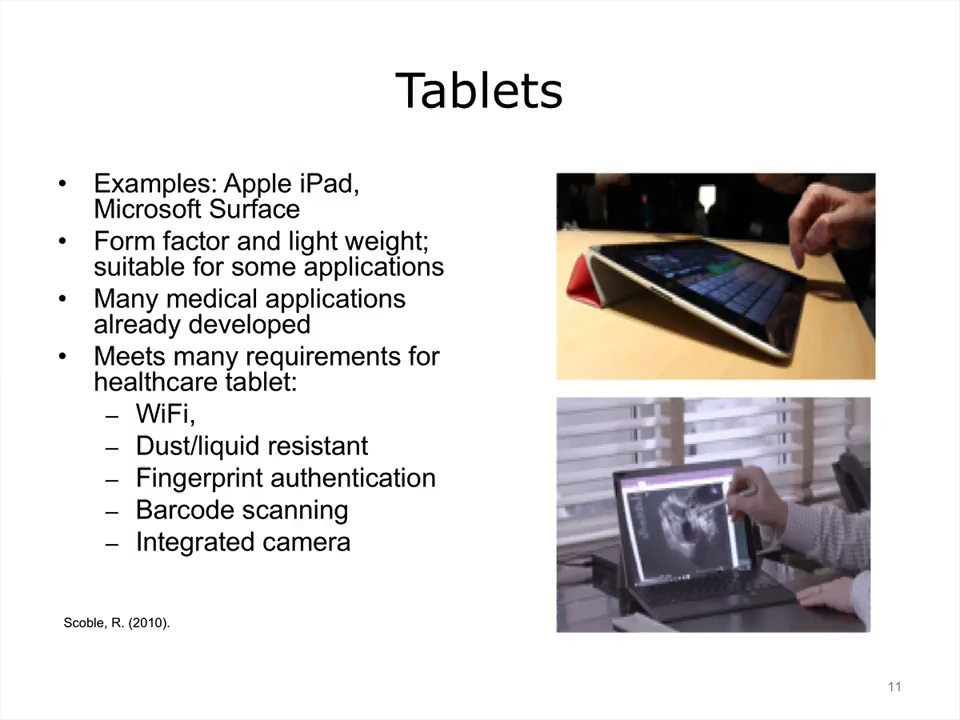 Tablets
• Examples: Apple iPad,
Microsoft Surface
• Form factor and light weight;
suitable for some applications
• Many medical applications
already developed
• Meets many requirements for
healthcare tablet:
– WiFi,
– Dust/liquid resistant
– Fingerprint authentication
– Barcode scanning
– Integrated camera
Scoble, R. (2010).
11